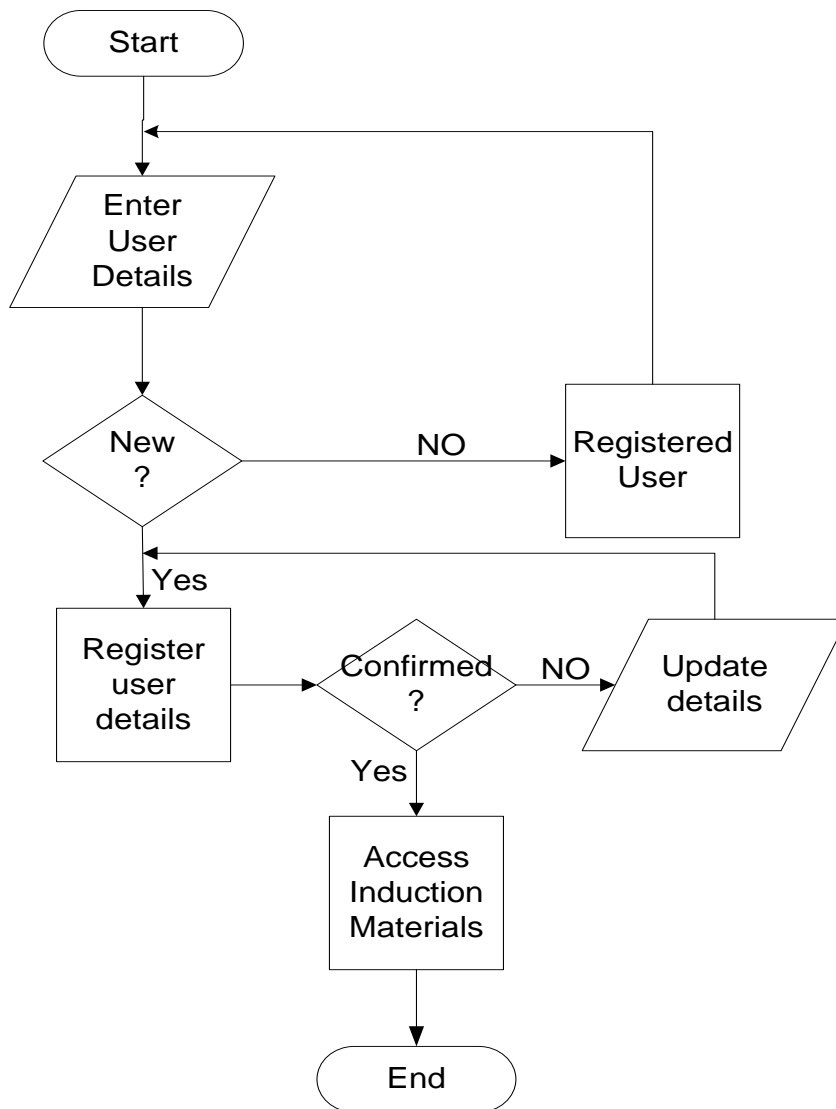 Start
Enter
User
Details
New
?
NO
Registered
User
Yes
Register
user
details
Confirmed
?
NO
Update
details
Yes
Access
Induction
Materials
End